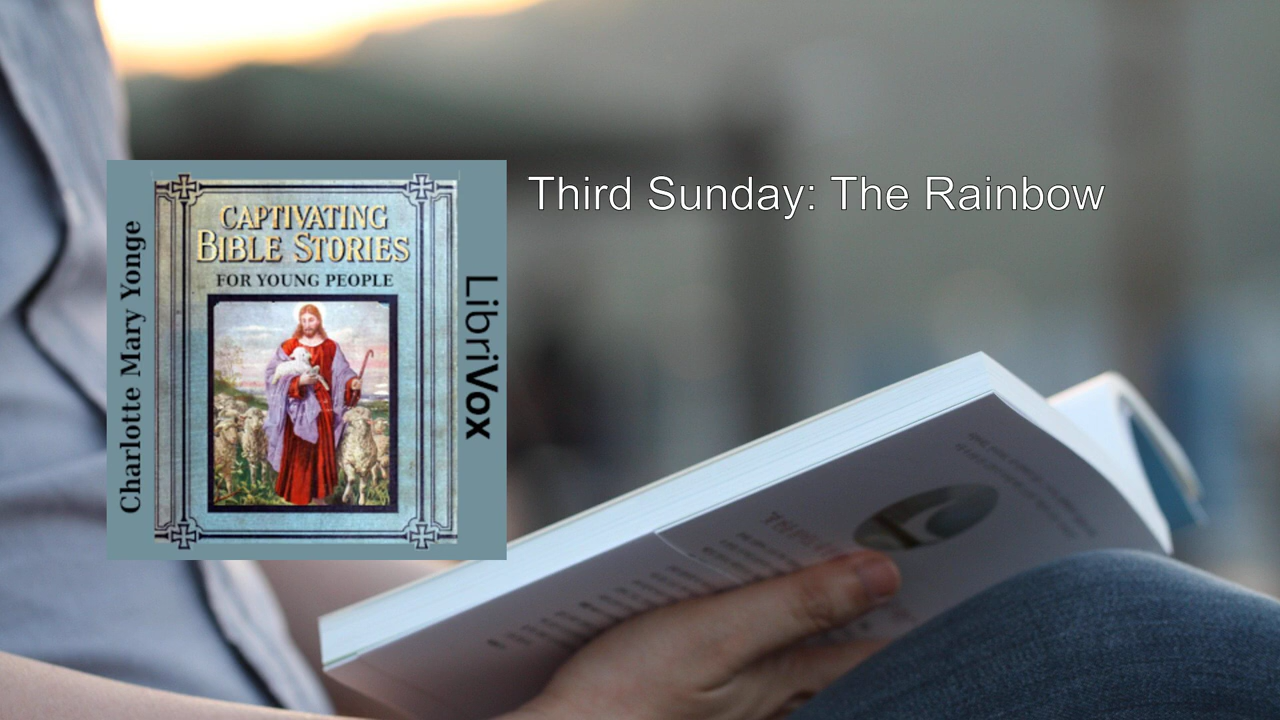 Third Sunday: The Rainbow
CAPTIVATING
BIBLE STORIES
FOR YOUNG PEOPLE
Charlotte Mary Yonge
LibriVox